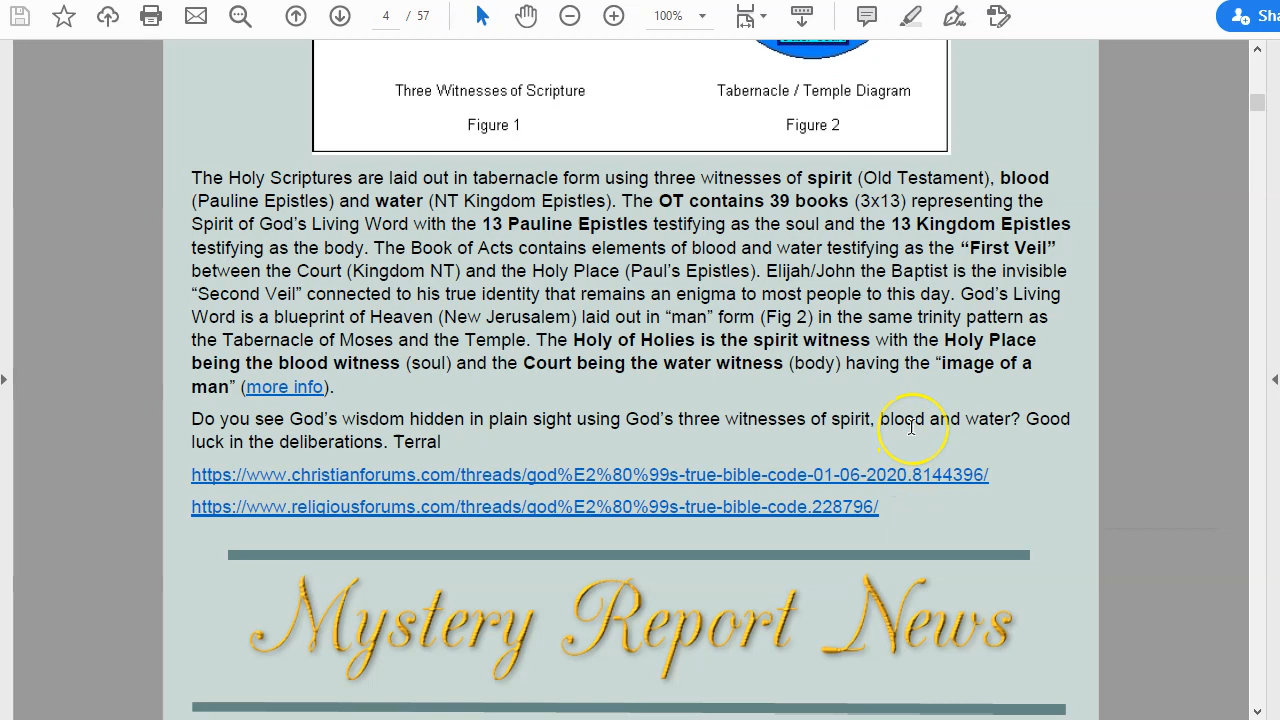 4 / 57
100%
Sha
Three Witnesses of Scripture
Tabernacle / Temple Diagram
Figure 1
Figure 2
The Holy Scriptures are laid out in tabernacle form using three witnesses of spirit (Old Testament), blood
(Pauline Epistles) and water (NT Kingdom Epistles). The OT contains 39 books (3x13) representing the
Spirit of God’s Living Word with the 13 Pauline Epistles testifying as the soul and the 13 Kingdom Epistles
testifying as the body. The Book of Acts contains elements of blood and water testifying as the “First Veil”
between the Court (Kingdom NT) and the Holy Place (Paul’s Epistles). Elijah/John the Baptist is the invisible
“Second Veil” connected to his true identity that remains an enigma to most people to this day. God’s Living
Word is a blueprint of Heaven (New Jerusalem) laid out in “man” form (Fig 2) in the same trinity pattern as
the Tabernacle of Moses and the Temple. The Holy of Holies is the spirit witness with the Holy Place
being the blood witness (soul) and the Court being the water witness (body) having the “image of a
man” (more info).
Do you see God’s wisdom hidden in plain sight using God’s three witnesses of spirit, blood and water? Good
luck in the deliberations. Terral
https://www.christianforums.com/threads/god%E2%80%99s-true-bible-code-01-06-2020.8144396/
https://www.religiousforums.com/threads/god%E2%80%99s-true-bible-code.228796/
Mystery Report News